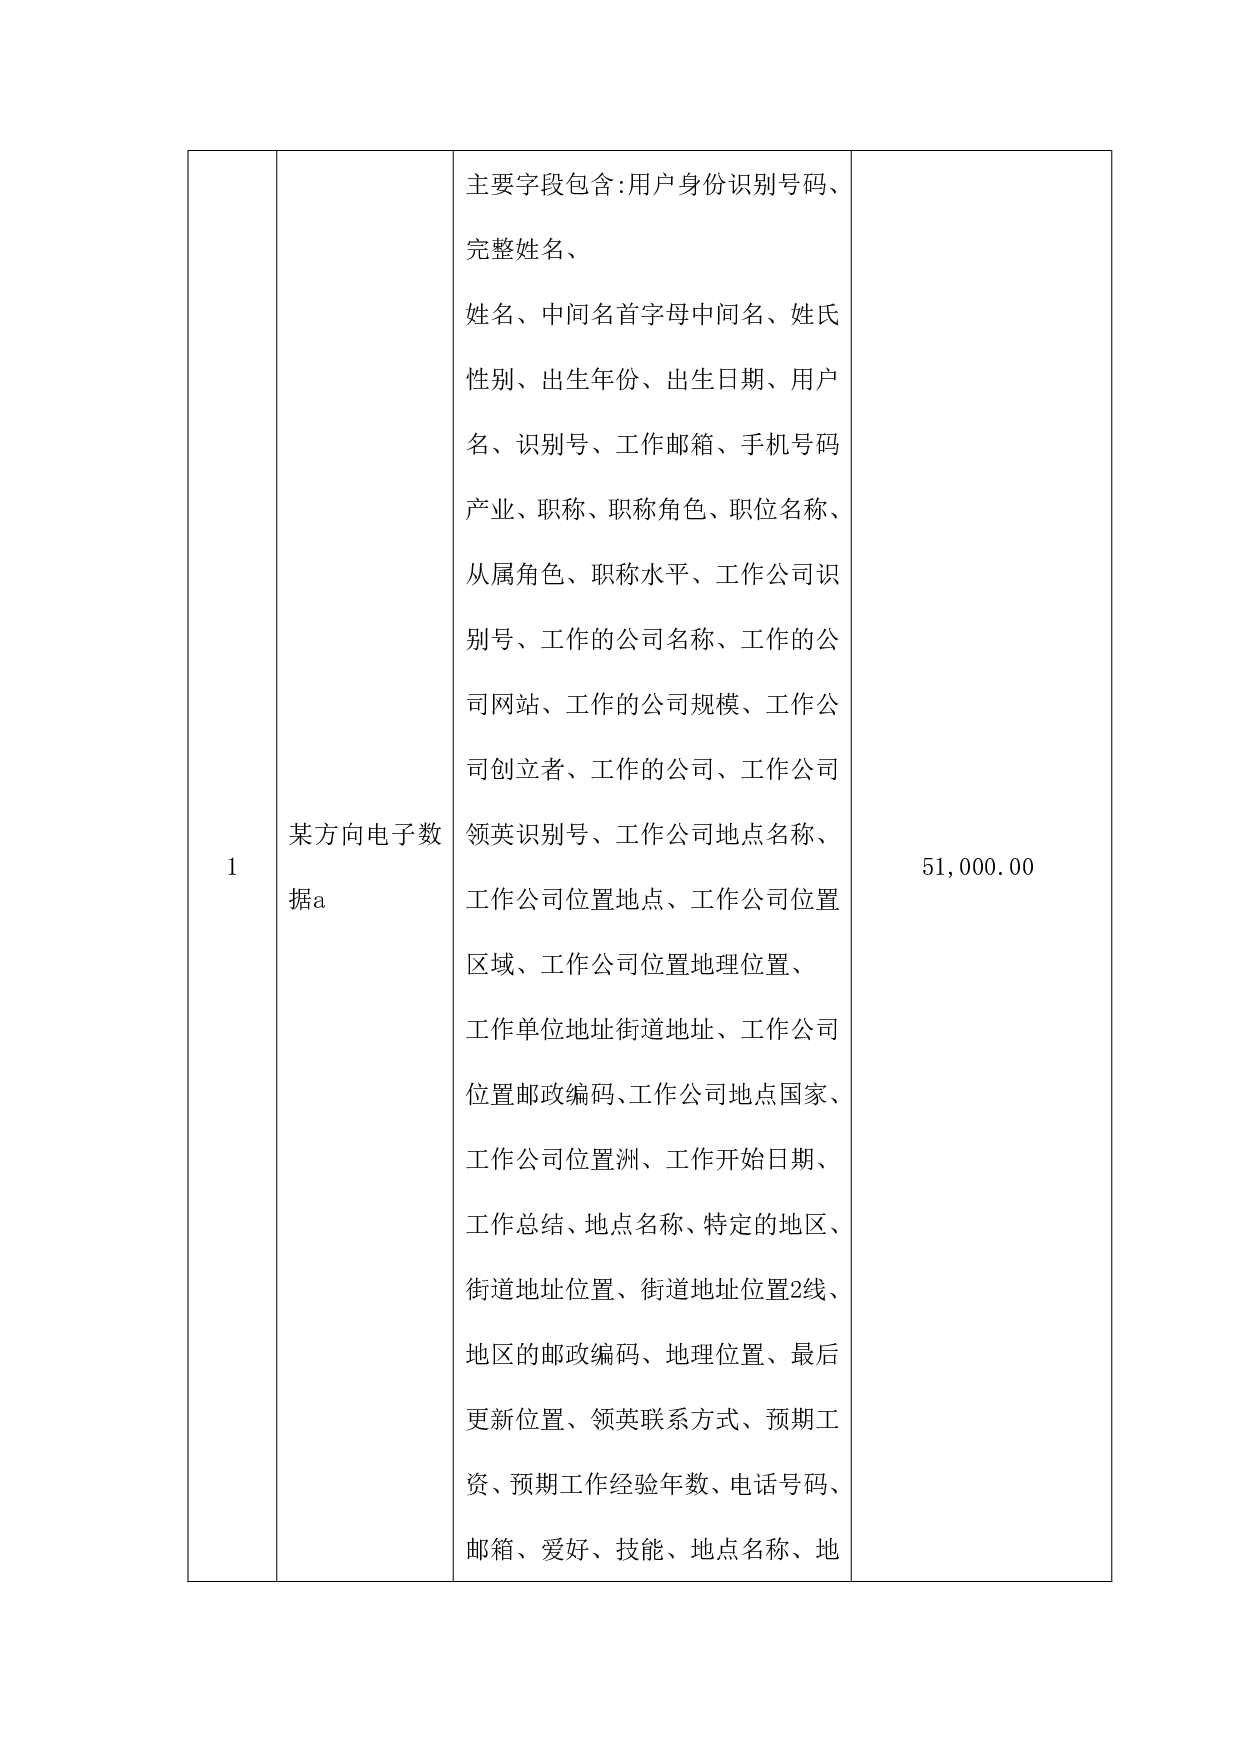 主要字段包含:用户身份识别号码、
完整姓名、
姓名、中间名首字母中间名、姓氏
性别、出生年份、出生日期、用户
名、识别号、工作邮箱、手机号码
产业、职称、职称角色、职位名称、
从属角色、职称水平、工作公司识
别号、工作的公司名称、工作的公
司网站、工作的公司规模、工作公
司创立者、工作的公司、工作公司
领英识别号、工作公司地点名称、
工作公司位置地点、工作公司位置
区域、工作公司位置地理位置、
工作单位地址街道地址、工作公司
位置邮政编码、工作公司地点国家、
工作公司位置洲、工作开始日期、
工作总结、地点名称、特定的地区、
街道地址位置、街道地址位置2线、
地区的邮政编码、地理位置、最后
更新位置、领英联系方式、预期工
资、预期工作经验年数、电话号码、
邮箱、爱好、技能、地点名称、地
1
某方向电子数
据a
51,000.00